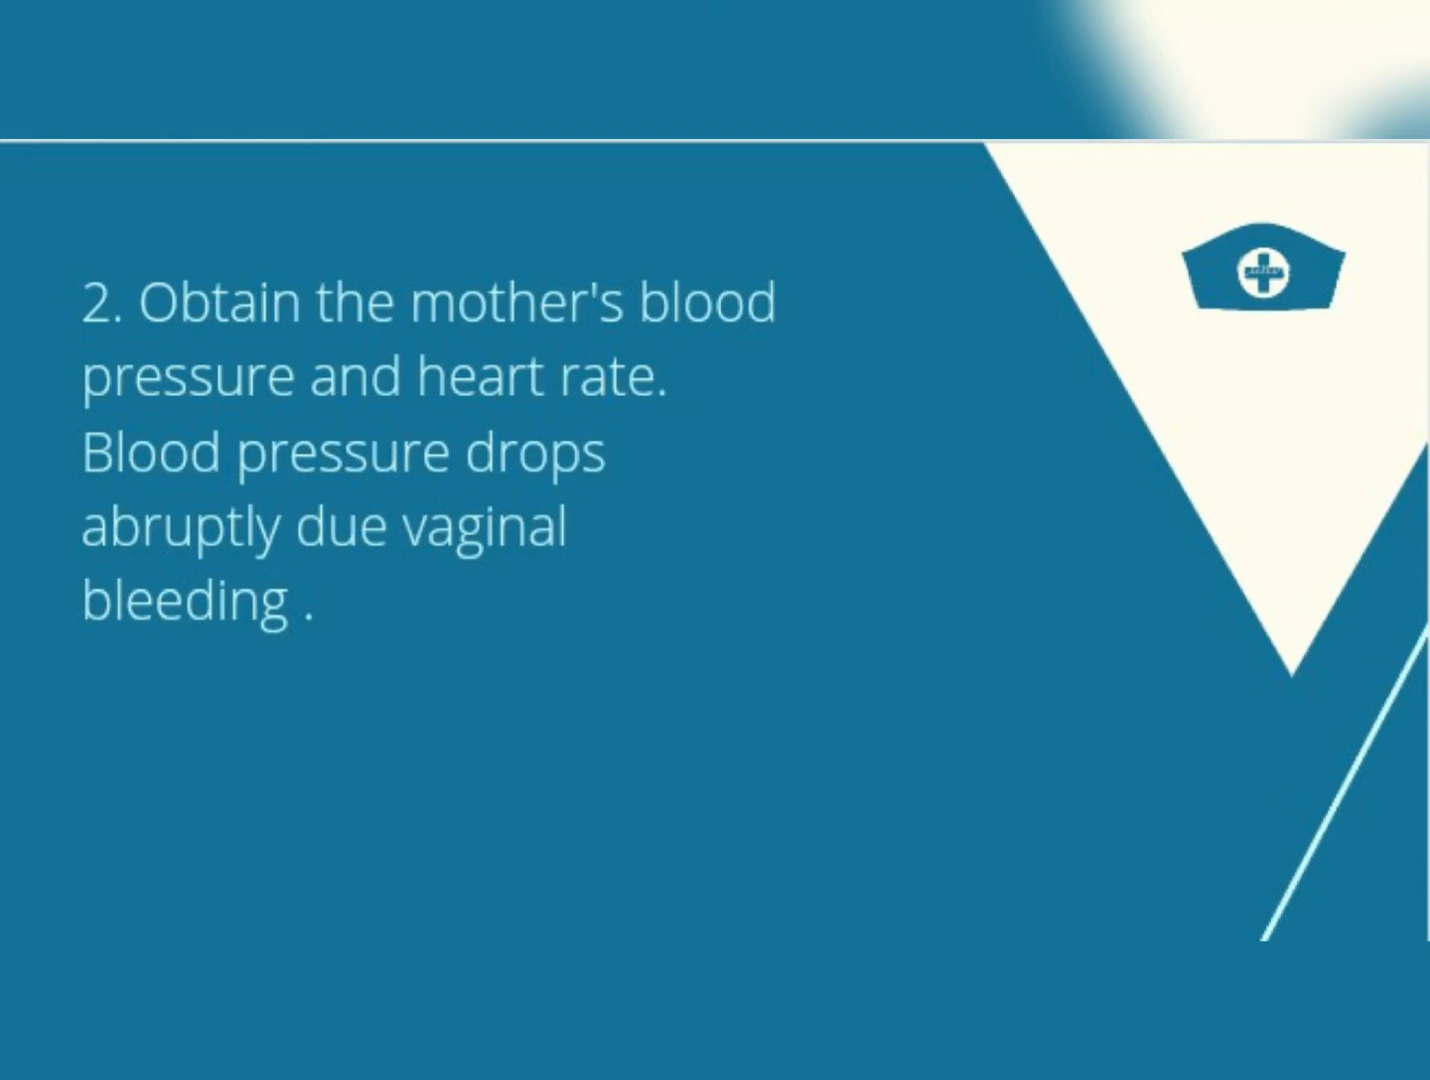 2. Obtain the mother's blood
pressure and heart rate.
Blood pressure drops
abruptly due vaginal
bleeding .